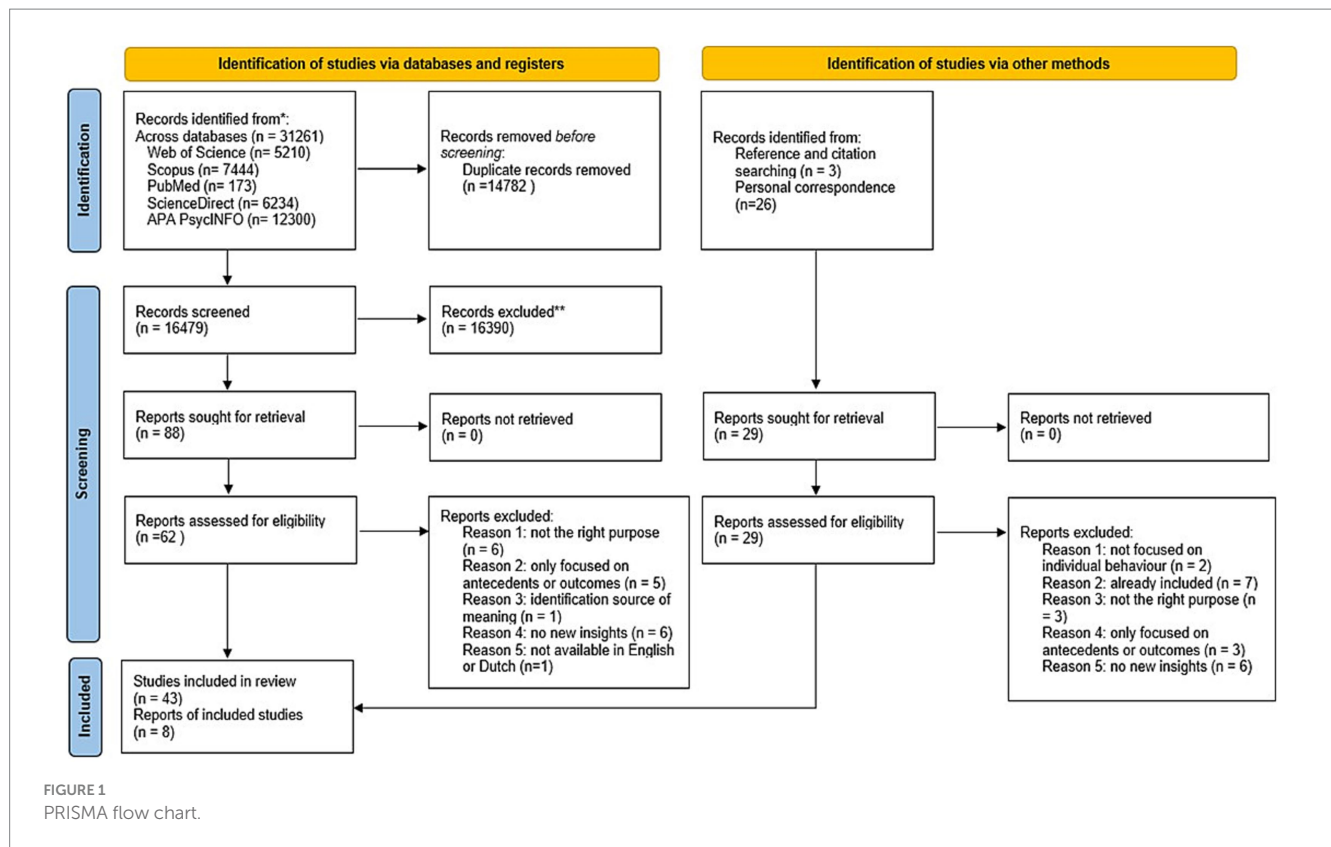 Identification of studies via databases and registers
Identification of studies via other methods
Identification
Records identified from*:
Across databases (n = 31261)
Web of Science (n= 5210)
Scopus (n= 7444)
PubMed (n= 173)
ScienceDirect (n= 6234)
APA PsycINFO (n= 12300)
Records removed before
screening:
Duplicate records removed
(n =14782 )
Records identified from:
Reference and citation
searching (n = 3)
Personal correspondence
(n=26)
Screening
Records screened
(n = 16479)
Records excluded**
(n = 16390)
Reports sought for retrieval
(n = 88)
Reports not retrieved
(n = 0)
Reports sought for retrieval
(n = 29)
Reports not retrieved
(n = 0)
Reports assessed for eligibility
(n =62 )
Reports excluded:
Reason 1: not the right purpose
(n = 6)
Reason 2: only focused on
antecedents or outcomes (n = 5)
Reason 3: identification source of
meaning (n = 1)
Reason 4: no new insights (n = 6)
Reason 5: not available in English
or Dutch (n=1)
Reports assessed for eligibility
(n = 29)
Reports excluded:
Reason 1: not focused on
individual behaviour (n = 2)
Reason 2: already included (n = 7)
Reason 3: not the right purpose (n
= 3)
Reason 4: only focused on
antecedents or outcomes (n = 3)
Reason 5: no new insights (n = 6)
Included
Studies included in review
(n = 43)
Reports of included studies
(n = 8)
FIGURE 1
PRISMA flow chart.